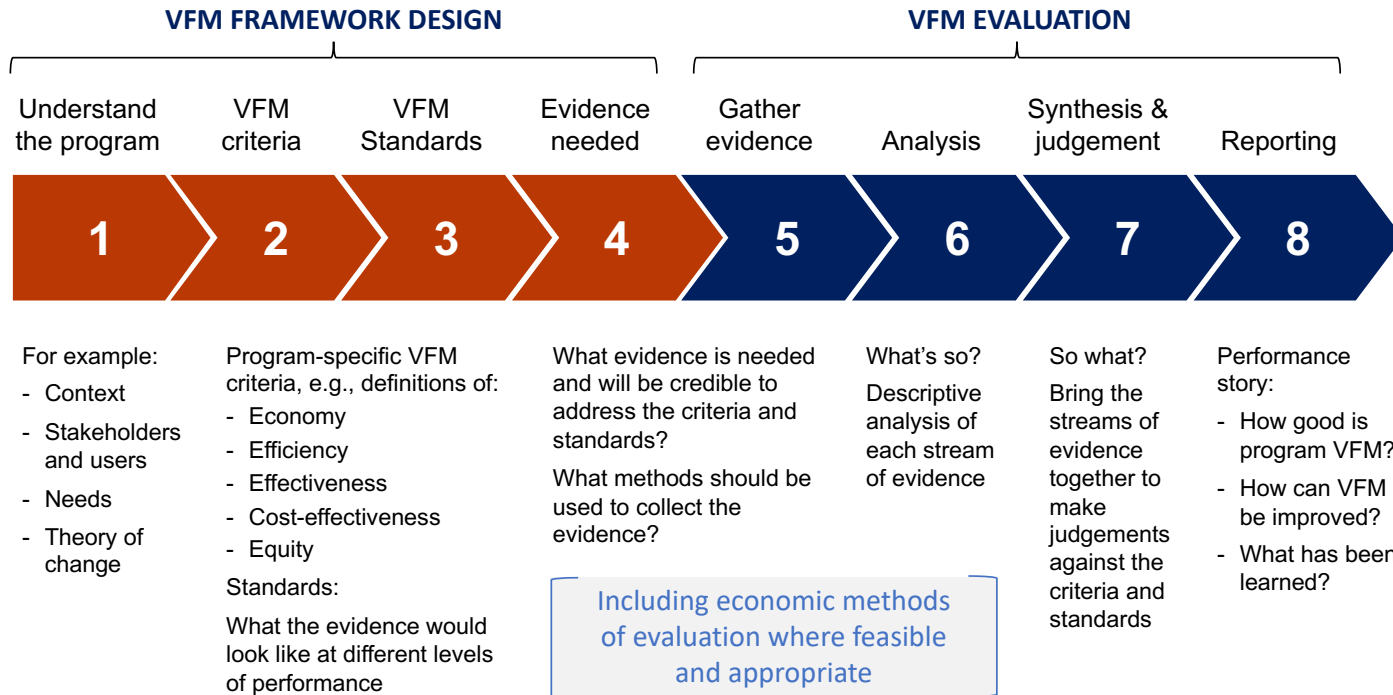 VFM FRAMEWORK DESIGN
VFM EVALUATION
Understand
the program
VFM
criteria
VFM
Standards
Evidence
needed
Gather
evidence
Analysis
Synthesis &
judgement
Reporting
1
2
3
4
5
6
7
8
For example:
- Context
- Stakeholders
and users
- Needs
- Theory of
change
Program-specific VFM
criteria, e.g., definitions of:
- Economy
- Efficiency
- Effectiveness
- Cost-effectiveness
- Equity
Standards:
What the evidence would
look like at different levels
of performance
What evidence is needed
and will be credible to
address the criteria and
standards?
What methods should be
used to collect the
evidence?
Including economic methods
of evaluation where feasible
and appropriate
What's so?
Descriptive
analysis of
each stream
of evidence
So what?
Bring the
streams of
evidence
together to
make
judgements
against the
criteria and
standards
Performance
story:
- How good is
program VFM?
- How can VFM
be improved?
- What has been
learned?